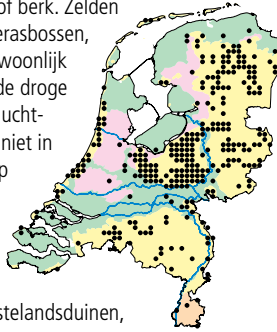 of berk. Zelden
erasbossen,
woonlijk
de droge
ucht-
niet in
p
stelandsduinen,